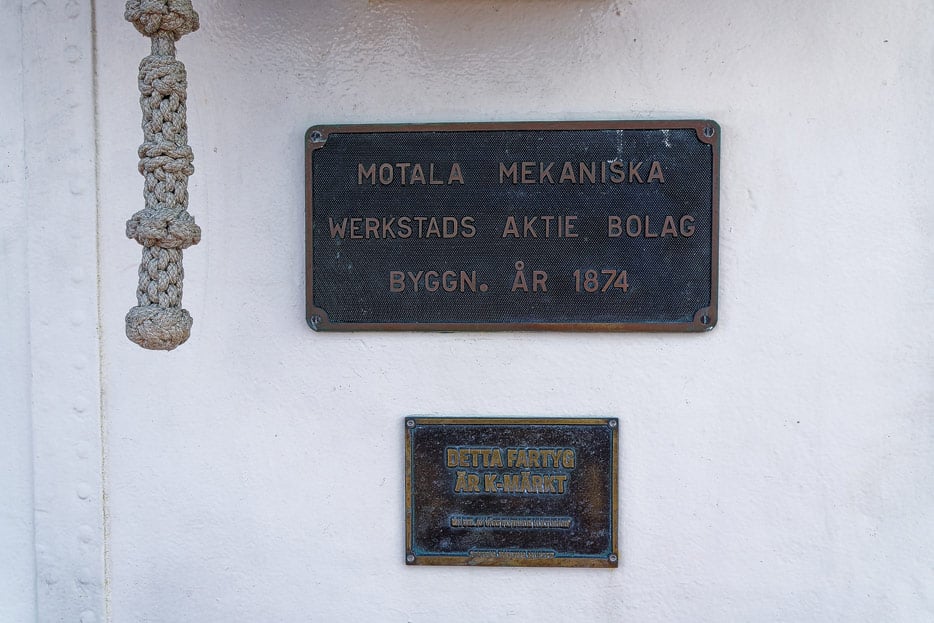 MOTALA MEKANISKA
WERKSTADS AKTIE BOLAG
BYGGN. ÅR 1874
DETTA FARTYG
ÄR K-MÄRKT